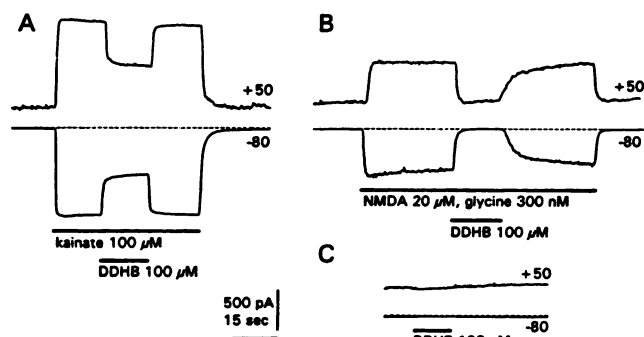 A
+50
-80
kainate 100 µM
DDHB 100 µM
B
+50
-80
NMDA 20 µM, glycine 300 nM
DDHB 100 µM
500 pA
15 sec
C
+50
-80